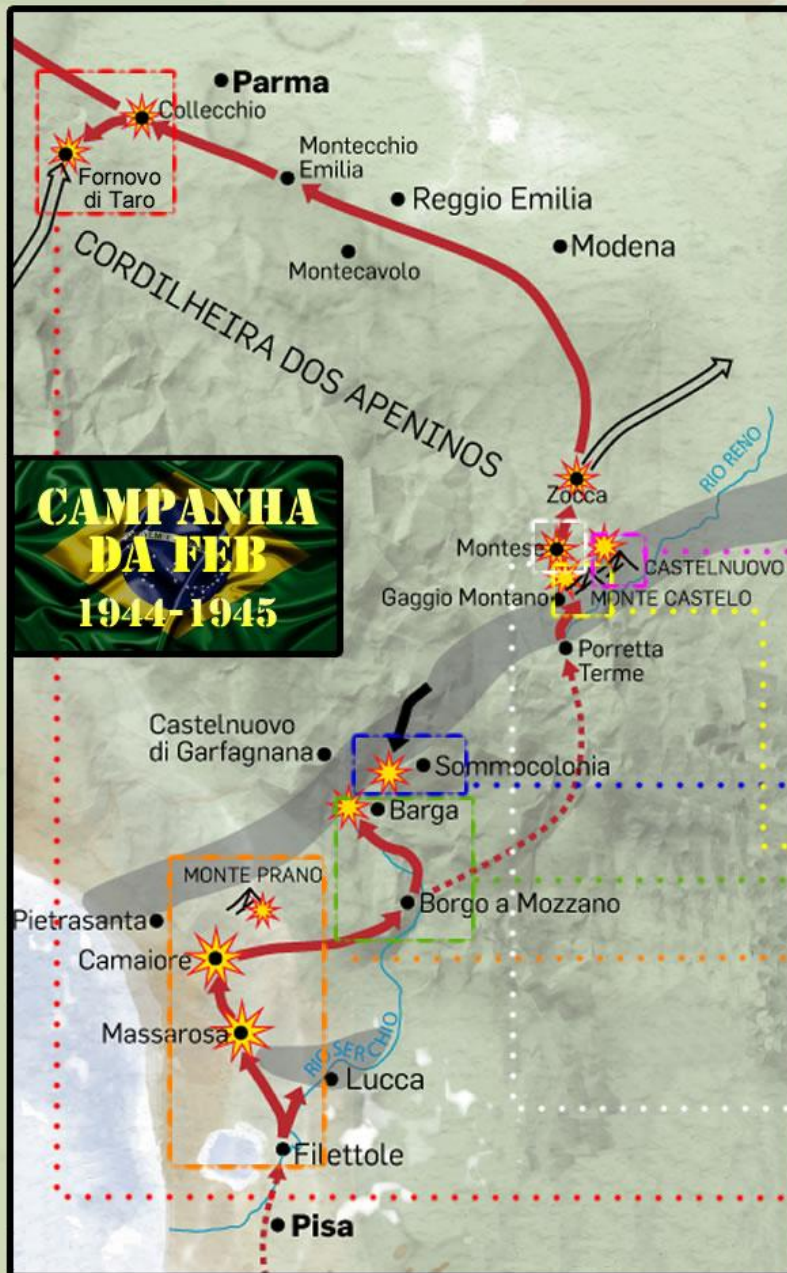 Parma
Collecchio
Montecchio
Emilia
Fornovo
di Taro
Reggio Emilia
Modena
Montecavolo
CORDILHEIRA DOS APENINOS
RIO RENO
CAMPANHA
DA FEB
1944-1945
Zocca
Montese
CASTELNUOVO
Gaggio Montano
MONTE CASTELO
Porretta
Terme
Castelnuovo
di Garfagnana
Sommocolonia
Barga
MONTE PRANO
Borgo a Mozzano
Pietrasanta
Camaiore
Massarosa
RIO SERCHIO
Lucca
Filettole
Pisa